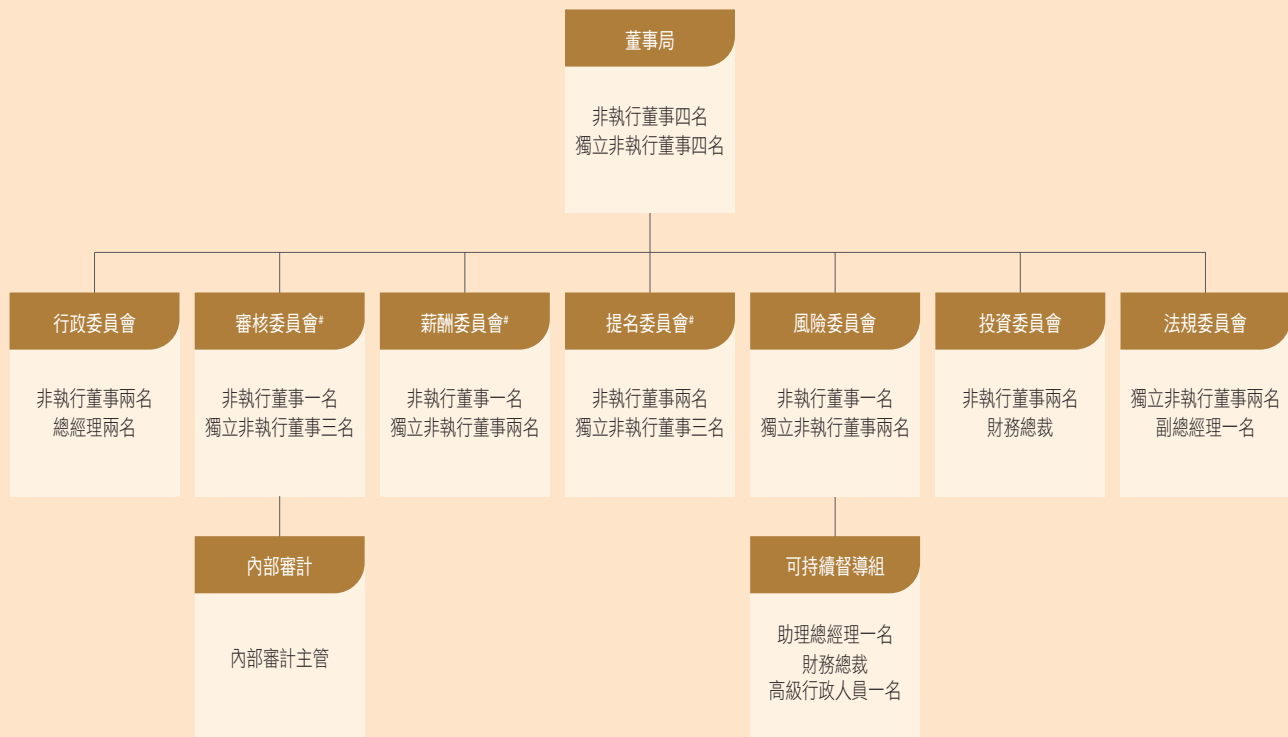 董事局
非執行董事四名
獨立非執行董事四名
行政委員會
非執行董事兩名
總經理兩名
審核委員會#
非執行董事一名
獨立非執行董事三名
薪酬委員會#
非執行董事一名
獨立非執行董事兩名
提名委員會#
非執行董事兩名
獨立非執行董事三名
風險委員會
非執行董事一名
獨立非執行董事兩名
投資委員會
非執行董事兩名
財務總裁
法規委員會
獨立非執行董事兩名
副總經理一名
內部審計
內部審計主管
可持續督導組
助理總經理一名
財務總裁
高級行政人員一名